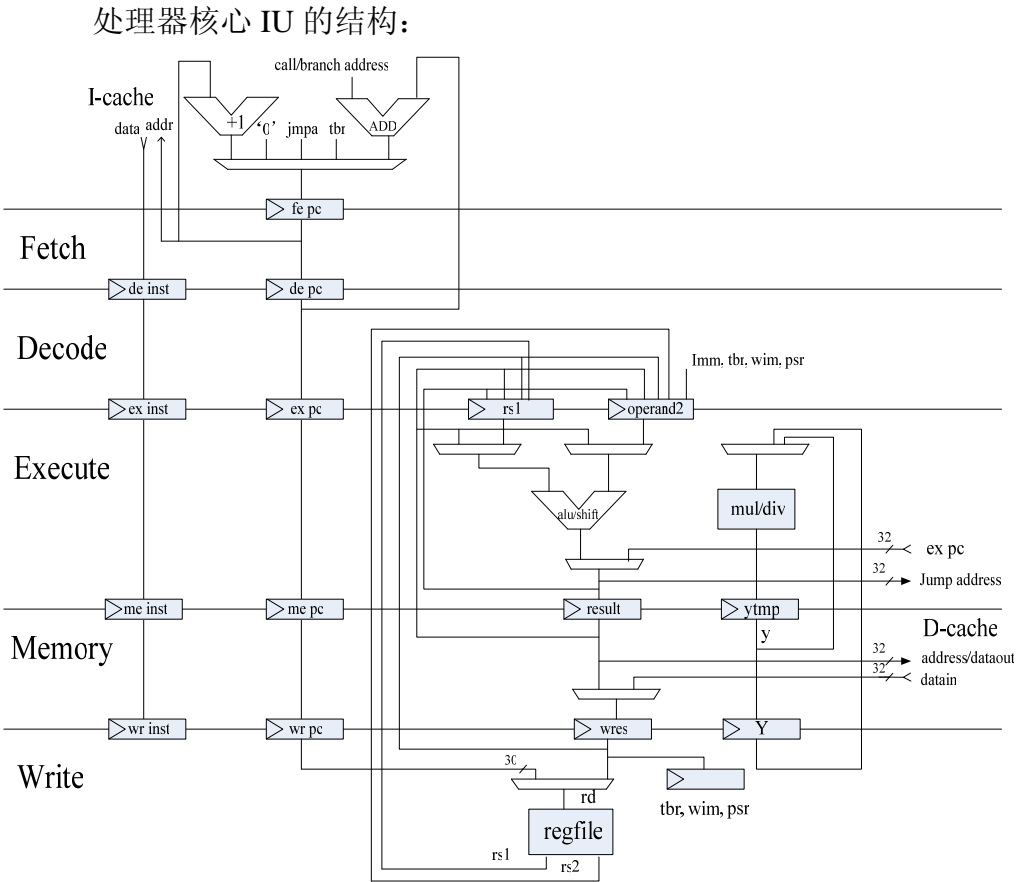 处理器核心 IU 的结构：
call/branch address
I-cache
data addr
+1 ‘0’ jmpa tbr ADD
fe pc
Fetch
de inst de pc
Decode
Imm, tbr, wim, psr
ex inst ex pc rs1 operand2
Execute
alu/shift
mul/div
32 ex pc
32 Jump address
me inst me pc result ytmp
D-cache
y
Memory
32 address/dataout
32 datain
wr inst wr pc wres Y
Write
30
rd
tbr, wim, psr
regfile
rs1
rs2